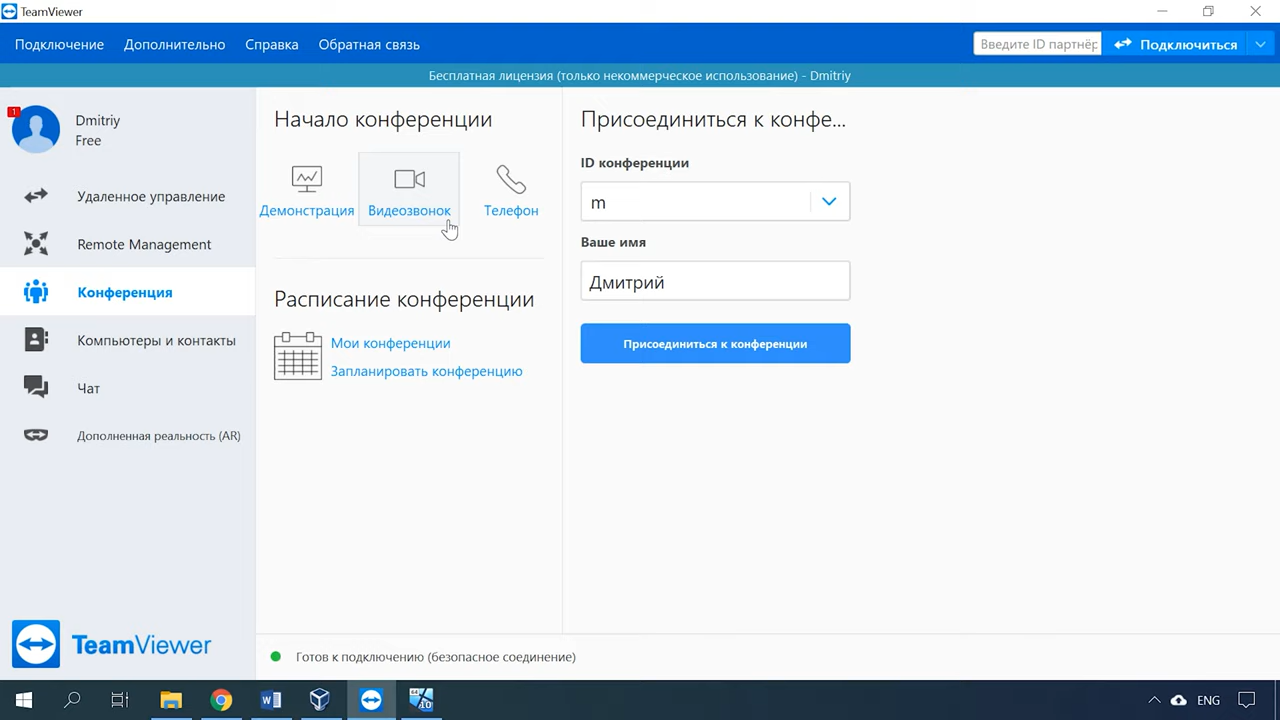 TeamViewer
Подключение Дополнительно Справка Обратная связь
Введите ID партнёр
Подключиться
Бесплатная лицензия (только некоммерческое использование) - Dmitriy
1
Dmitriy
Free
Удаленное управление
Remote Management
Конференция
Компьютеры и контакты
Чат
Дополненная реальность (AR)
TeamViewer
Начало конференции
Демонстрация Видеозвонок Телефон
Расписание конференции
Мои конференции
Запланировать конференцию
Присоединиться к конфе...
ID конференции
m
Ваше имя
Дмитрий
Присоединиться к конференции
Готов к подключению (безопасное соединение)
ENG